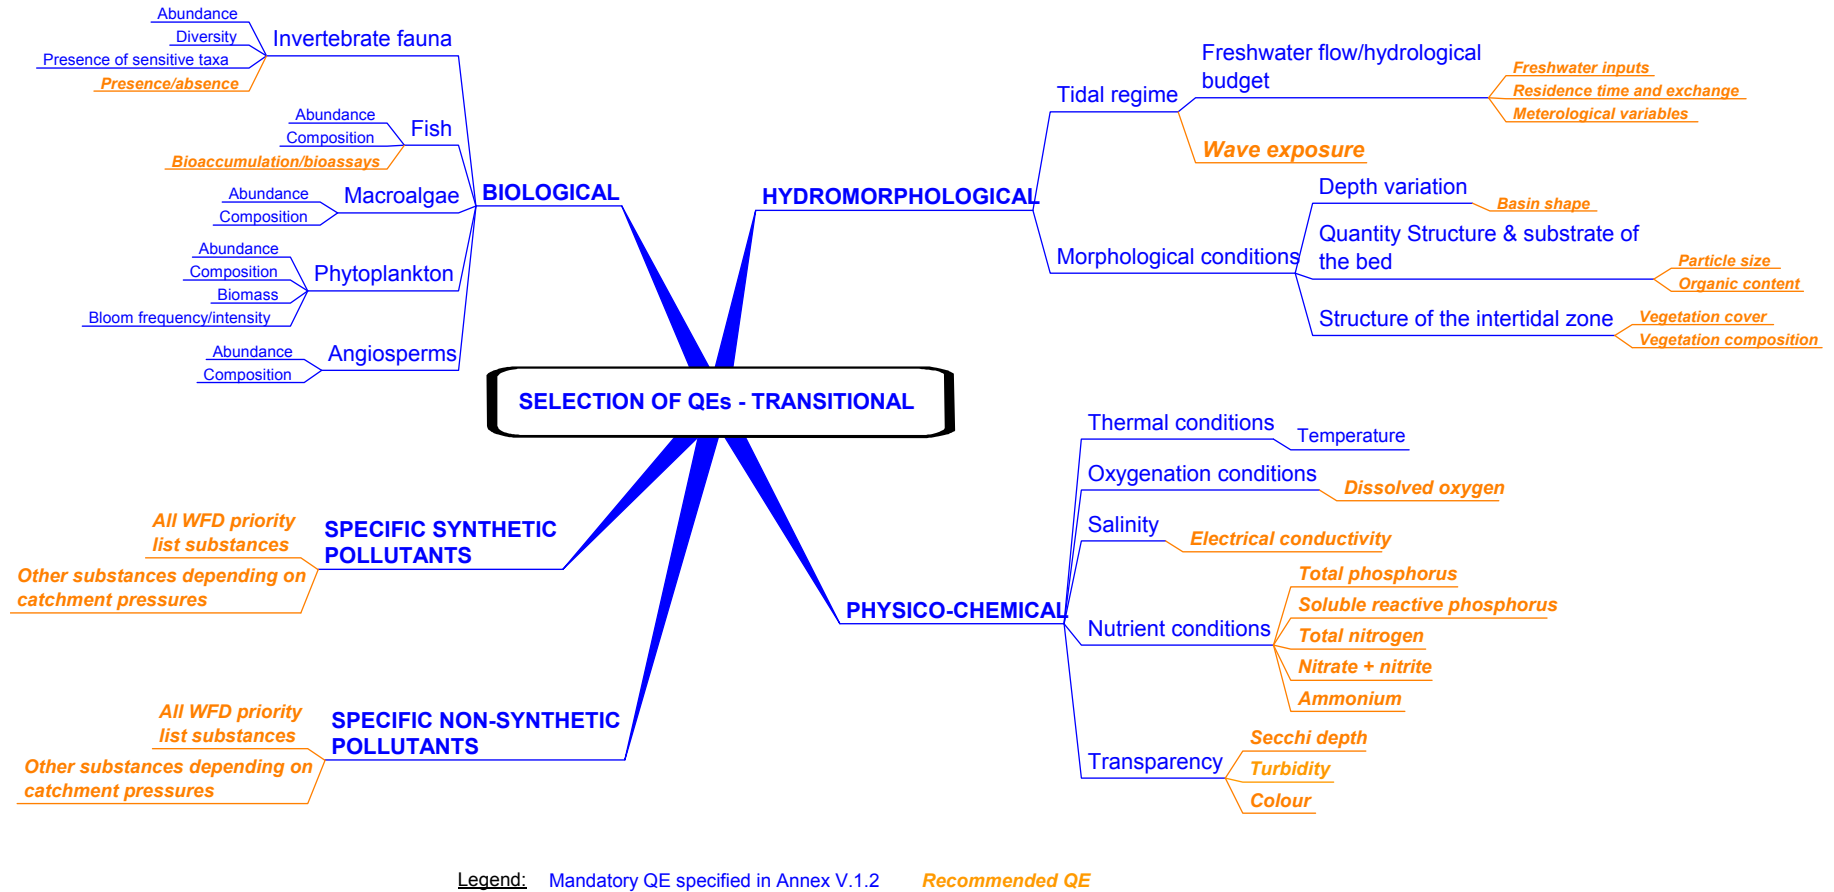 Abundance
Diversity
Presence of sensitive taxa
Presence/absence
Invertebrate fauna
Abundance
Composition
Bioaccumulation/bioassays
Fish
Abundance
Composition
Macroalgae
Abundance
Composition
Biomass
Bloom frequency/intensity
Phytoplankton
Abundance
Composition
Angiosperms
BIOLOGICAL
HYDROMORPHOLOGICAL
Tidal regime
Freshwater flow/hydrological
budget
Freshwater inputs
Residence time and exchange
Meterological variables
Wave exposure
Morphological conditions
Depth variation
Basin shape
Quantity Structure & substrate of
the bed
Particle size
Organic content
Structure of the intertidal zone
Vegetation cover
Vegetation composition
SELECTION OF QEs - TRANSITIONAL
All WFD priority
list substances
Other substances depending on
catchment pressures
SPECIFIC SYNTHETIC
POLLUTANTS
All WFD priority
list substances
Other substances depending on
catchment pressures
SPECIFIC NON-SYNTHETIC
POLLUTANTS
PHYSICO-CHEMICAL
Thermal conditions
Temperature
Oxygenation conditions
Dissolved oxygen
Salinity
Electrical conductivity
Nutrient conditions
Total phosphorus
Soluble reactive phosphorus
Total nitrogen
Nitrate + nitrite
Ammonium
Transparency
Secchi depth
Turbidity
Colour
Legend: Mandatory QE specified in Annex V.1.2 Recommended QE